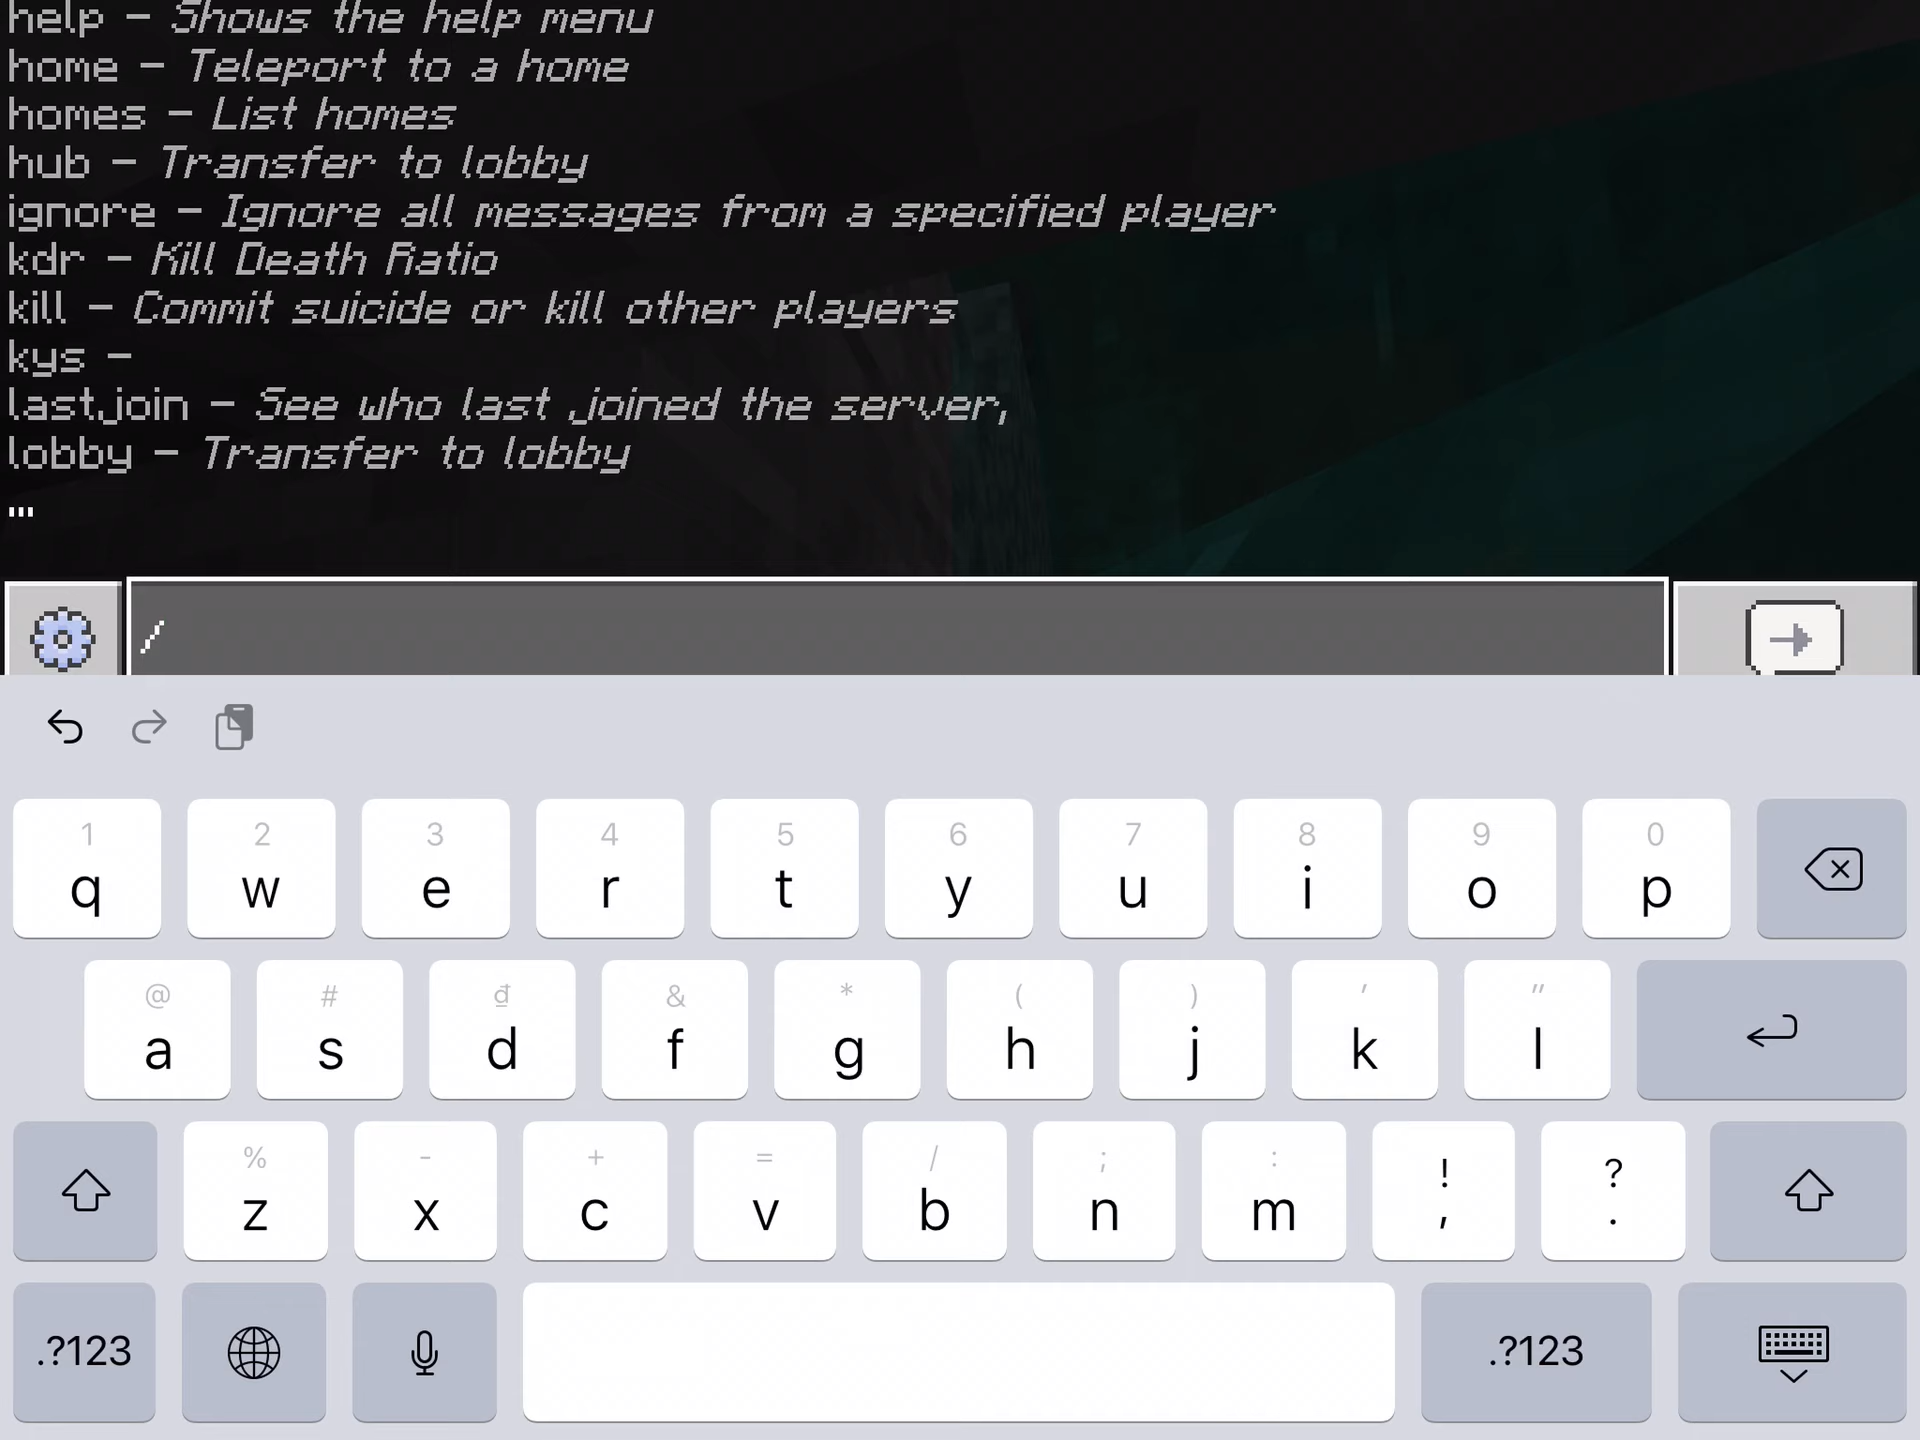 help - Shows the help menu
home - Teleport to a home
homes - List homes
hub - Transfer to lobby
ignore - Ignore all messages from a specified player
kdr - Kill Death Ratio
kill - Commit suicide or kill other players
kys -
lastjoin - See who last joined the server,
lobby - Transfer to lobby
...
/
1 2 3 4 5 6 7 8 9 0
q w e r t y u i o p
@ # đ & * ( ) ' "
a s d f g h j k l
% - + = / ; : ! ?
z x c v b n m , .
.?123 .?123